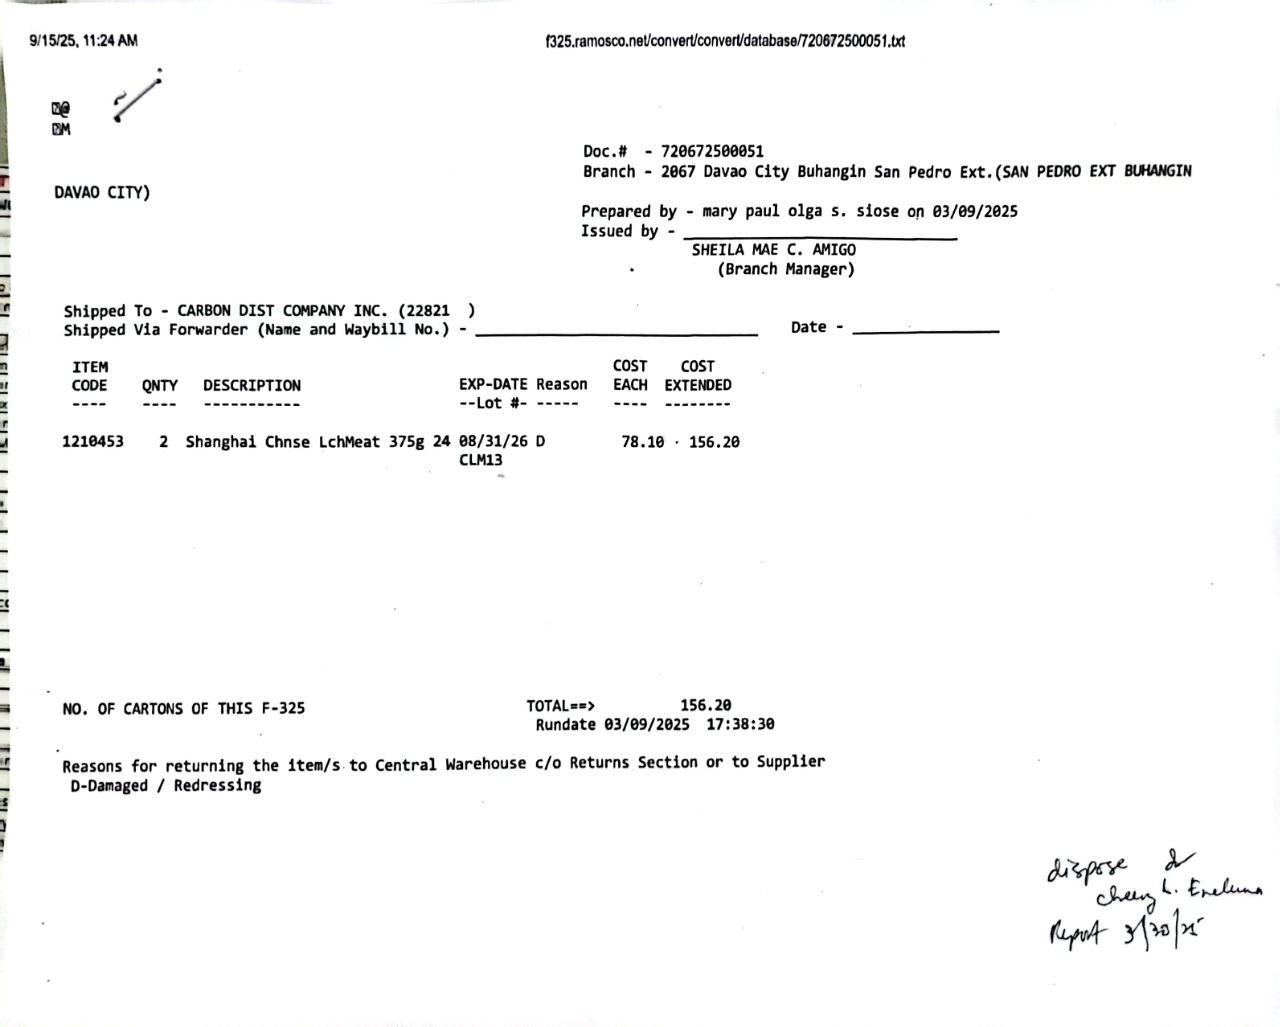 9/15/25, 11:24 AM f325.ramosco.net/convert/convert/database/720672500051.txt
@
M
Doc.# - 720672500051
Branch - 2067 Davao City Buhangin San Pedro Ext.(SAN PEDRO EXT BUHANGIN
DAVAO CITY)
Prepared by - mary paul olga s. siose on 03/09/2025
Issued by -
SHEILA MAE C. AMIGO
(Branch Manager)
Shipped To - CARBON DIST COMPANY INC. (22821 )
Shipped Via Forwarder (Name and Waybill No.) - Date -
ITEM COST COST
CODE QNTY DESCRIPTION EXP-DATE Reason EACH EXTENDED
---- ---- ----------- --Lot #- ----- ---- --------
1210453 2 Shanghai Chnse LchMeat 375g 24 08/31/26 D 78.10 156.20
CLM13
NO. OF CARTONS OF THIS F-325 TOTAL==> 156.20
Rundate 03/09/2025 17:38:30
Reasons for returning the item/s to Central Warehouse c/o Returns Section or to Supplier
D-Damaged / Redressing
dispose
L.
Report 3/30/25